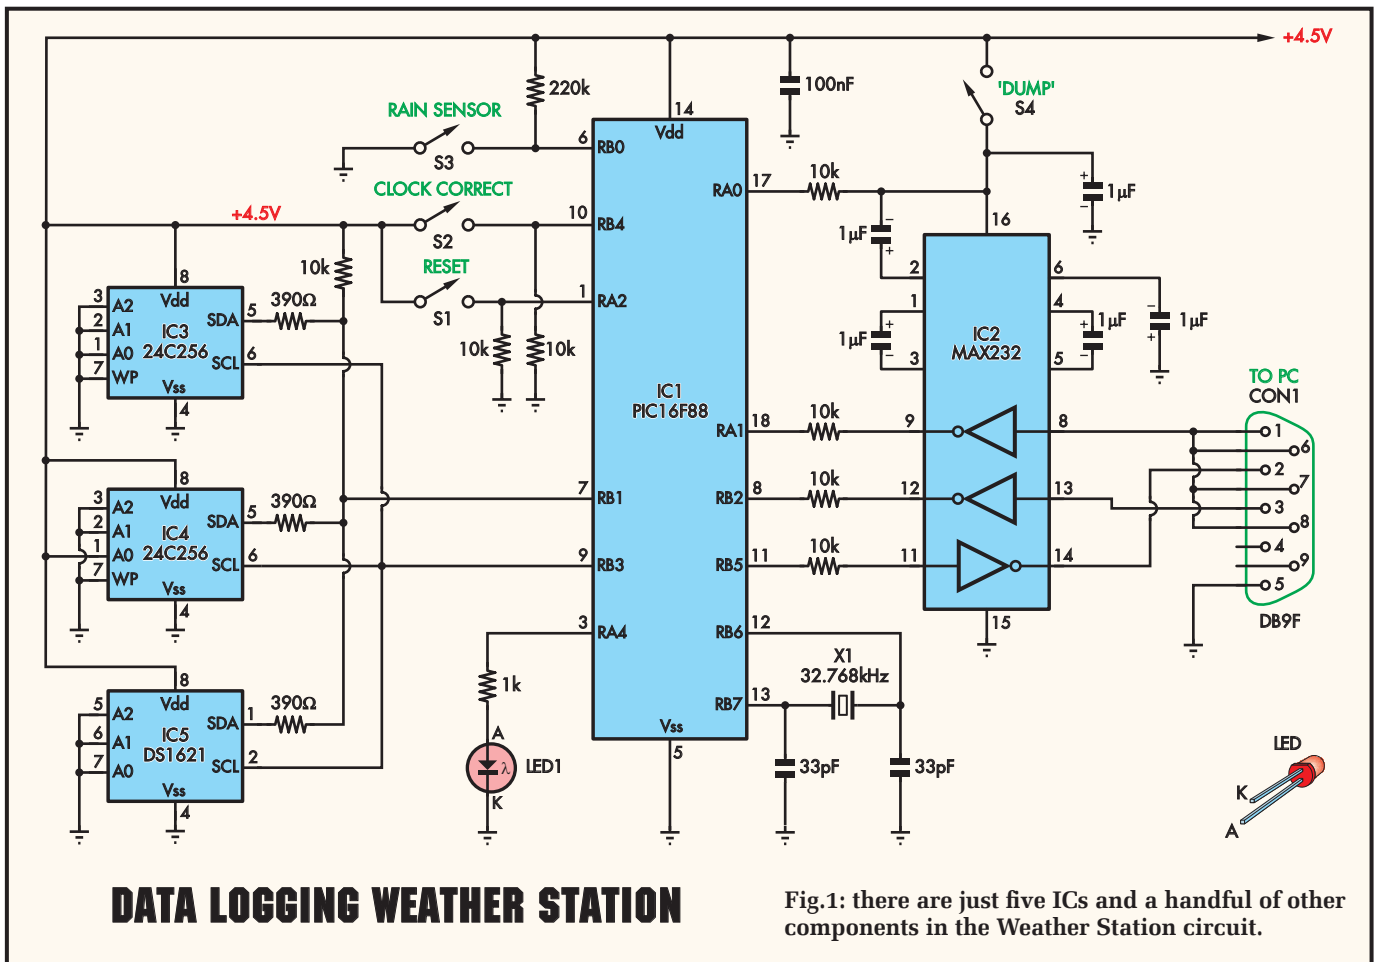 +4.5V
220k
100nF
'DUMP'
S4
RAIN SENSOR
S3
6
RB0
14
Vdd
CLOCK CORRECT
+4.5V
S2
10
RB4
RESET
S1
1
RA2
10k
10k
10k
RA0
17
10k
1µF
16
1µF
2
1
3
1µF
6
4
5
1µF
1µF
IC2
MAX232
8
Vdd
3
A2
2
A1
1
A0
7
WP
IC3
24C256
SDA
5
390Ω
SCL
6
Vss
4
IC1
PIC16F88
RA1
18
10k
9
8
RB2
8
10k
12
13
RB5
11
10k
11
14
15
TO PC
CON1
1
6
2
7
3
8
4
9
5
DB9F
8
Vdd
3
A2
2
A1
1
A0
7
WP
IC4
24C256
SDA
5
390Ω
SCL
6
Vss
4
7
RB1
9
RB3
3
RA4
1k
A
λ
LED1
K
RB6
12
RB7
13
X1
32.768kHz
33pF
33pF
Vss
5
8
Vdd
5
A2
6
A1
7
A0
IC5
DS1621
SDA
1
390Ω
SCL
2
Vss
4
LED
K
A
DATA LOGGING WEATHER STATION
Fig.1: there are just five ICs and a handful of other
components in the Weather Station circuit.